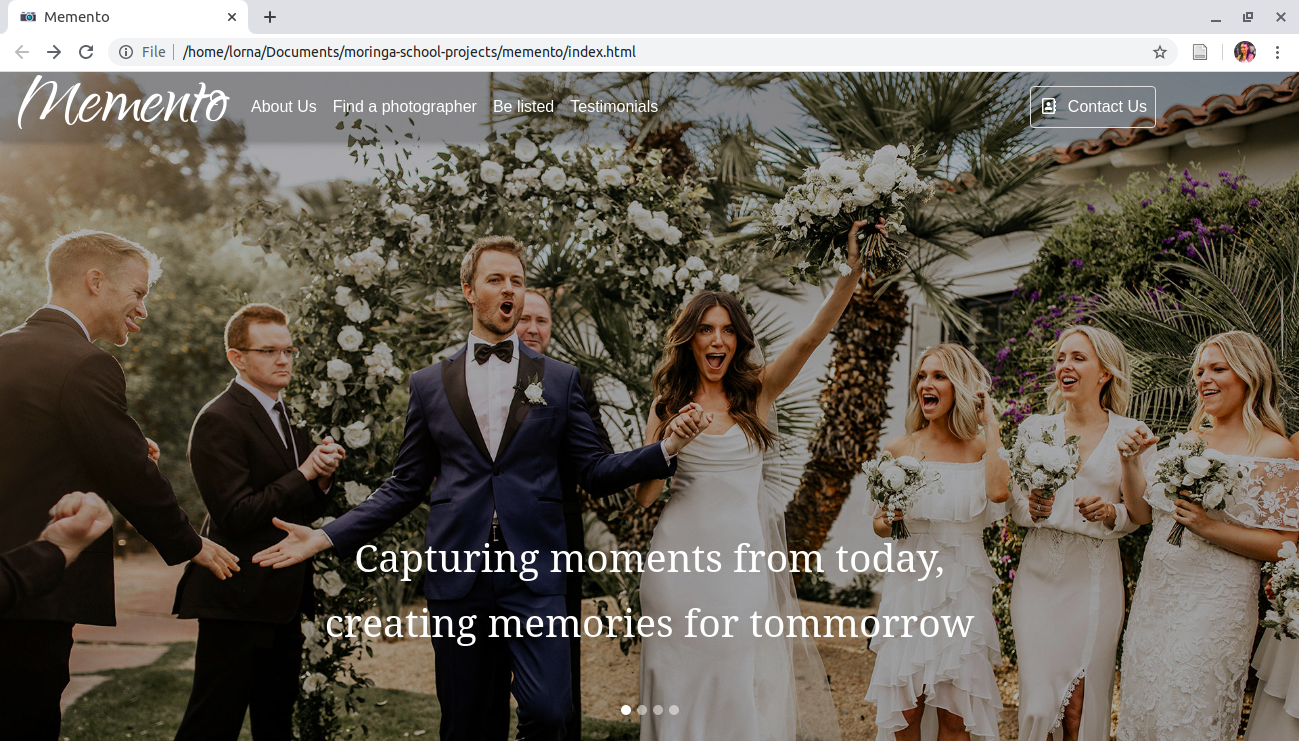 Memento
File /home/lorna/Documents/moringa-school-projects/memento/index.html
Memento About Us Find a photographer Be listed Testimonials Contact Us
Capturing moments from today,
creating memories for tommorrow